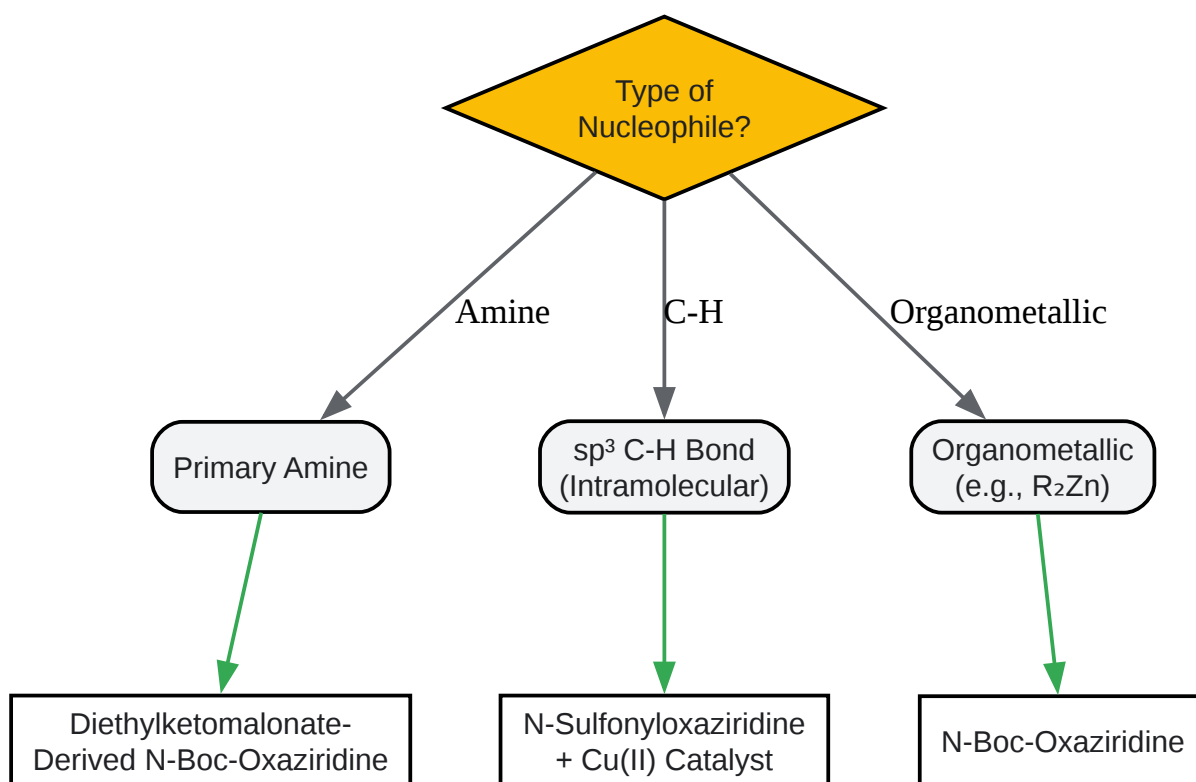 Type of
Nucleophile?
Amine
C-H
Organometallic
Primary Amine
sp³ C-H Bond
(Intramolecular)
Organometallic
(e.g., R₂Zn)
Diethylketomalonate-
Derived N-Boc-Oxaziridine
N-Sulfonyloxaziridine
+ Cu(II) Catalyst
N-Boc-Oxaziridine